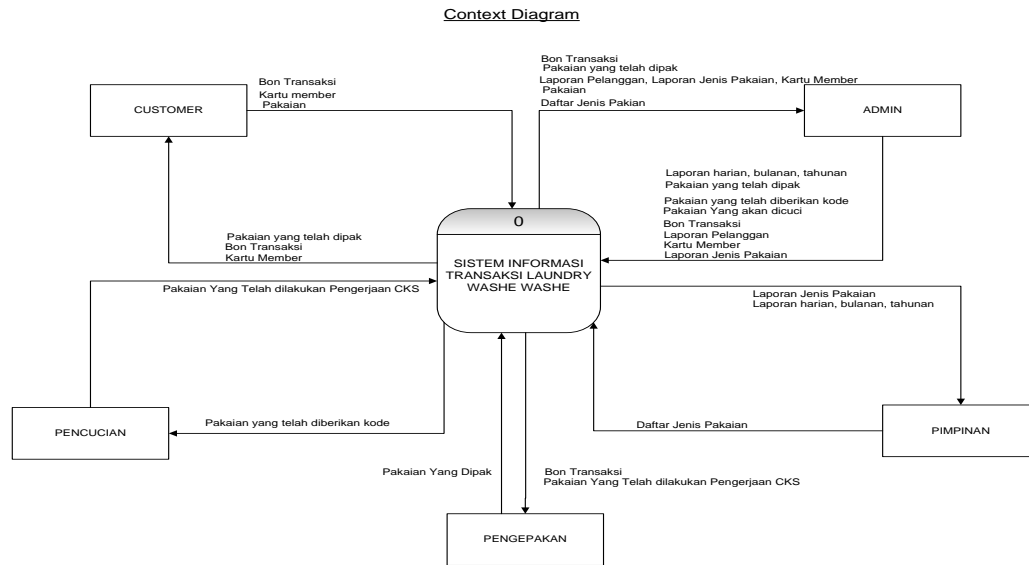 Context Diagram
Bon Transaksi
Kartu member
Pakaian
CUSTOMER
Bon Transaksi
Pakaian yang telah dipak
Laporan Pelanggan, Laporan Jenis Pakaian, Kartu Member
Pakaian
Daftar Jenis Pakian
ADMIN
Laporan harian, bulanan, tahunan
Pakaian yang telah dipak
Pakaian yang telah diberikan kode
Pakaian Yang akan dicuci
Bon Transaksi
Laporan Pelanggan
Kartu Member
Laporan Jenis Pakaian
0
SISTEM INFORMASI
TRANSAKSI LAUNDRY
WASHE WASHE
Pakaian yang telah dipak
Bon Transaksi
Kartu Member
Pakaian Yang Telah dilakukan Pengerjaan CKS
Laporan Jenis Pakaian
Laporan harian, bulanan, tahunan
PENCUCIAN
Pakaian yang telah diberikan kode
Daftar Jenis Pakaian
PIMPINAN
Pakaian Yang Dipak
Bon Transaksi
Pakaian Yang Telah dilakukan Pengerjaan CKS
PENGEPAKAN